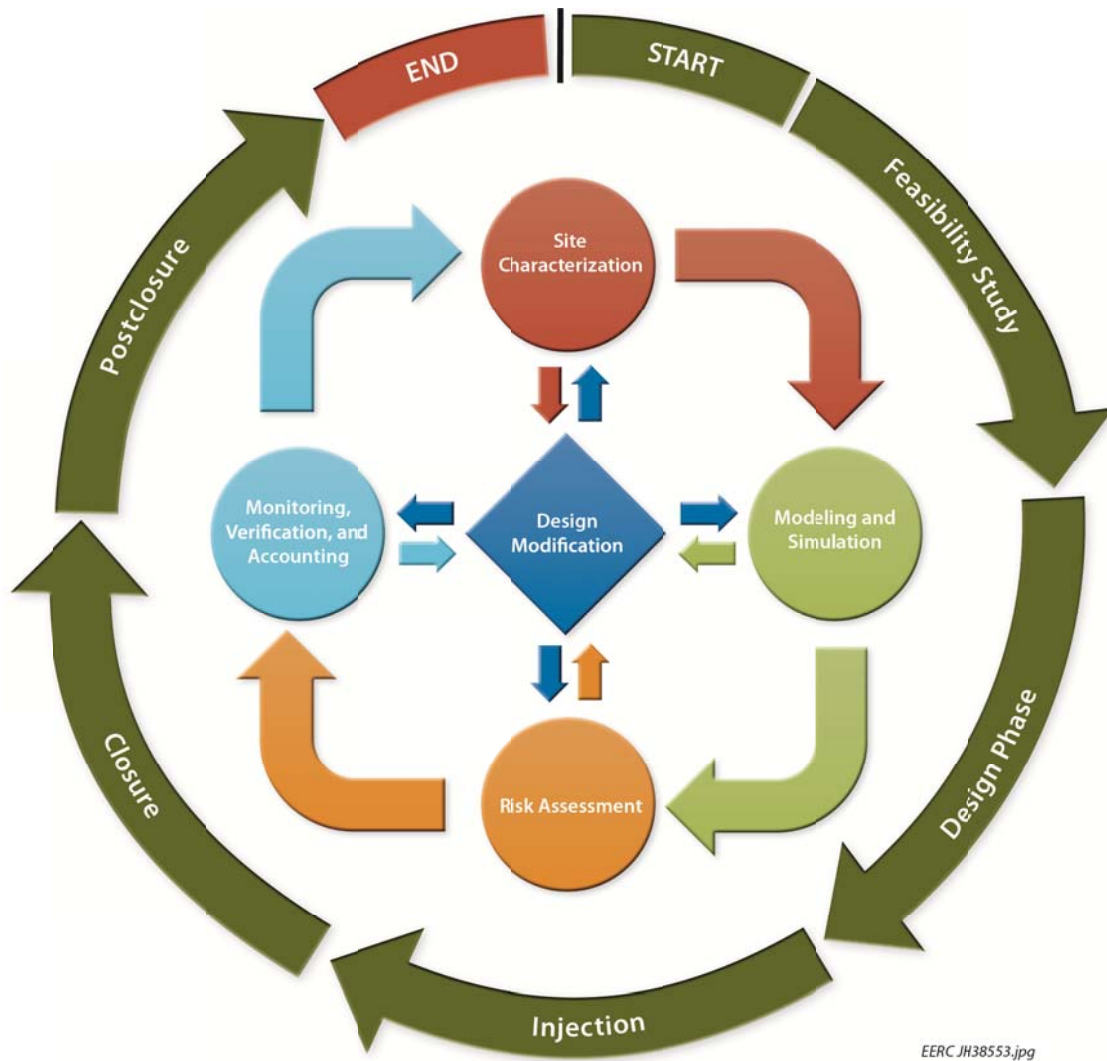 END
START
Feasibility Study
Design Phase
Injection
Closure
Postclosure
Site
Characterization
Modeling and
Simulation
Risk Assessment
Monitoring,
Verification, and
Accounting
Design
Modification
EERC JH38553.jpg